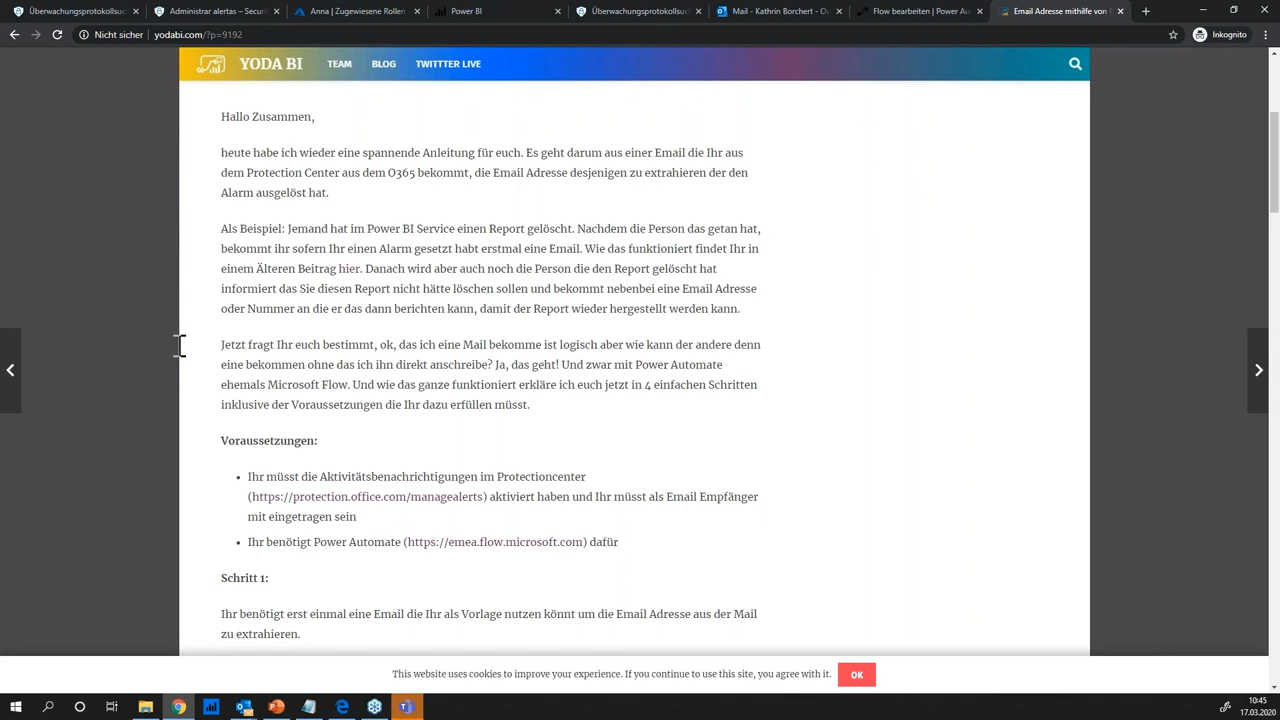 Überwachungsprotokollsuch
Administrar alertas – Securi
Anna | Zugewiesene Rollen
Power BI
Überwachungsprotokollsuch
Mail - Kathrin Borchert - Ou
Flow bearbeiten | Power Au
Email Adresse mithilfe von P
Nicht sicher | yodabi.com/?p=9192
Inkognito
YODA BI
TEAM BLOG TWITTTER LIVE
Hallo Zusammen,
heute habe ich wieder eine spannende Anleitung für euch. Es geht darum aus einer Email die Ihr aus
dem Protection Center aus dem O365 bekommt, die Email Adresse desjenigen zu extrahieren der den
Alarm ausgelöst hat.
Als Beispiel: Jemand hat im Power BI Service einen Report gelöscht. Nachdem die Person das getan hat,
bekommt ihr sofern Ihr einen Alarm gesetzt habt erstmal eine Email. Wie das funktioniert findet Ihr in
einem Älteren Beitrag hier. Danach wird aber auch noch die Person die den Report gelöscht hat
informiert das Sie diesen Report nicht hätte löschen sollen und bekommt nebenbei eine Email Adresse
oder Nummer an die er das dann berichten kann, damit der Report wieder hergestellt werden kann.
Jetzt fragt Ihr euch bestimmt, ok, das ich eine Mail bekomme ist logisch aber wie kann der andere denn
eine bekommen ohne das ich ihn direkt anschreibe? Ja, das geht! Und zwar mit Power Automate
ehemals Microsoft Flow. Und wie das ganze funktioniert erkläre ich euch jetzt in 4 einfachen Schritten
inklusive der Voraussetzungen die Ihr dazu erfüllen müsst.
Voraussetzungen:
• Ihr müsst die Aktivitätsbenachrichtigungen im Protectioncenter
(https://protection.office.com/managealerts) aktiviert haben und Ihr müsst als Email Empfänger
mit eingetragen sein
• Ihr benötigt Power Automate (https://emea.flow.microsoft.com) dafür
Schritt 1:
Ihr benötigt erst einmal eine Email die Ihr als Vorlage nutzen könnt um die Email Adresse aus der Mail
zu extrahieren.
This website uses cookies to improve your experience. If you continue to use this site, you agree with it.
OK
10:45
17.03.2020